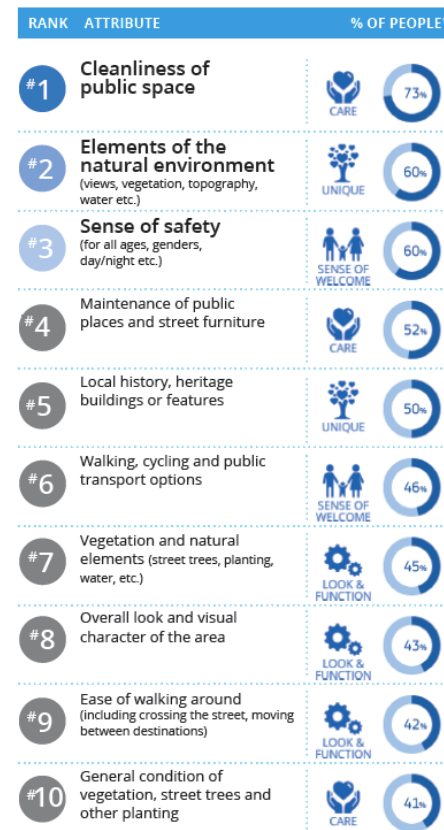 RANK ATTRIBUTE % OF PEOPLE*
#1 Cleanliness of
public space
CARE
73%
#2 Elements of the
natural environment
(views, vegetation, topography,
water etc.)
UNIQUE
60%
#3 Sense of safety
(for all ages, genders,
day/night etc.)
SENSE OF
WELCOME
60%
#4 Maintenance of public
places and street furniture
CARE
52%
#5 Local history, heritage
buildings or features
UNIQUE
50%
#6 Walking, cycling and public
transport options
SENSE OF
WELCOME
46%
#7 Vegetation and natural
elements (street trees, planting,
water, etc.)
LOOK &
FUNCTION
45%
#8 Overall look and visual
character of the area
LOOK &
FUNCTION
43%
#9 Ease of walking around
(including crossing the street, moving
between destinations)
LOOK &
FUNCTION
42%
#10 General condition of
vegetation, street trees and
other planting
CARE
41%